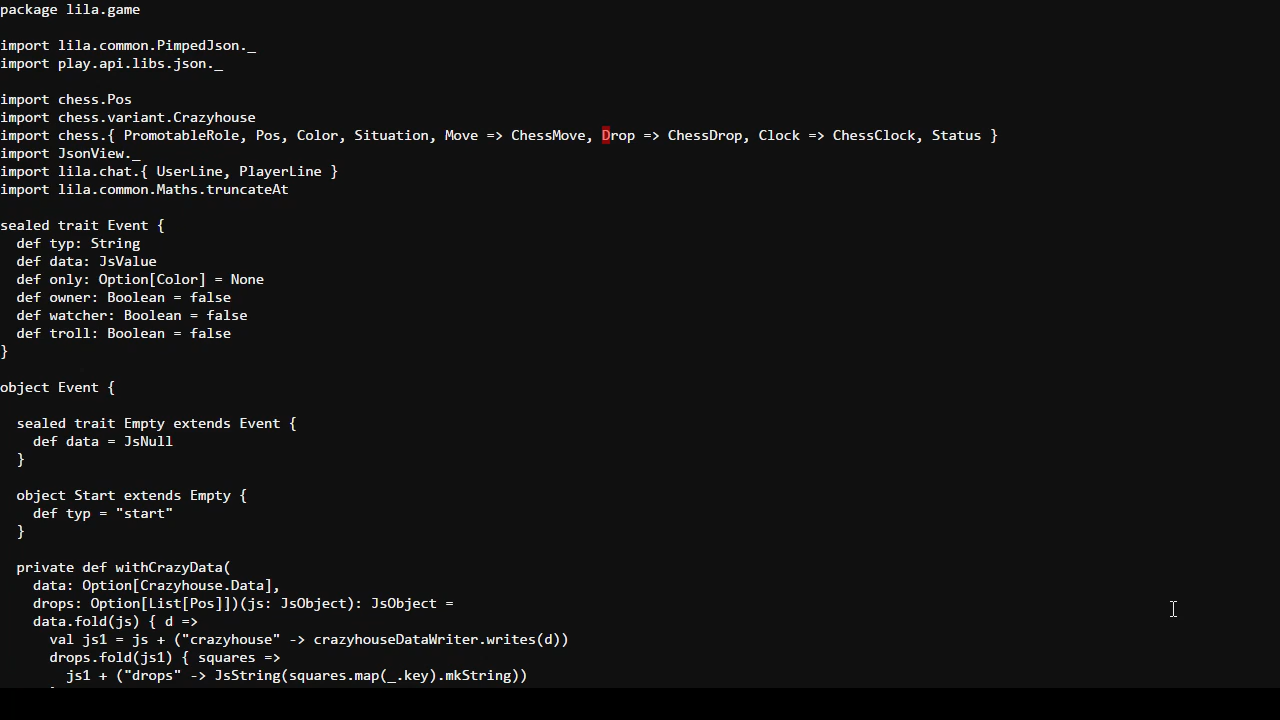 package lila.game
import lila.common.PimpedJson._
import play.api.libs.json._
import chess.Pos
import chess.variant.Crazyhouse
import chess.{ PromotableRole, Pos, Color, Situation, Move => ChessMove, Drop => ChessDrop, Clock => ChessClock, Status }
import JsonView._
import lila.chat.{ UserLine, PlayerLine }
import lila.common.Maths.truncateAt
sealed trait Event {
  def typ: String
  def data: JsValue
  def only: Option[Color] = None
  def owner: Boolean = false
  def watcher: Boolean = false
  def troll: Boolean = false
}
object Event {
  sealed trait Empty extends Event {
    def data = JsNull
  }
  object Start extends Empty {
    def typ = "start"
  }
  private def withCrazyData(
    data: Option[Crazyhouse.Data],
    drops: Option[List[Pos]])(js: JsObject): JsObject =
    data.fold(js) { d =>
      val js1 = js + ("crazyhouse" -> crazyhouseDataWriter.writes(d))
      drops.fold(js1) { squares =>
        js1 + ("drops" -> JsString(squares.map(_.key).mkString))